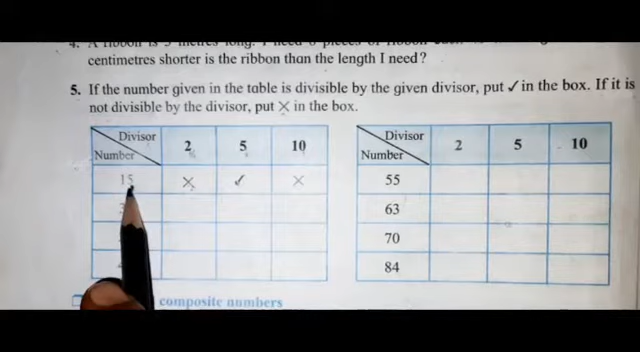 centimetres shorter is the ribbon than the length I need?
5. If the number given in the table is divisible by the given divisor, put ✓ in the box. If it is
not divisible by the divisor, put ✕ in the box.
Divisor 2 5 10
Number
15 ✕ ✓ ✕
Divisor 2 5 10
Number
55
63
70
84
composite numbers